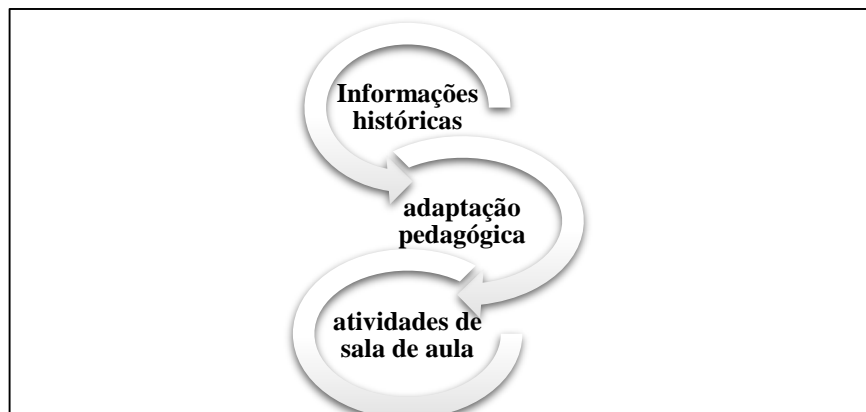 Informações
históricas
adaptação
pedagógica
atividades de
sala de aula